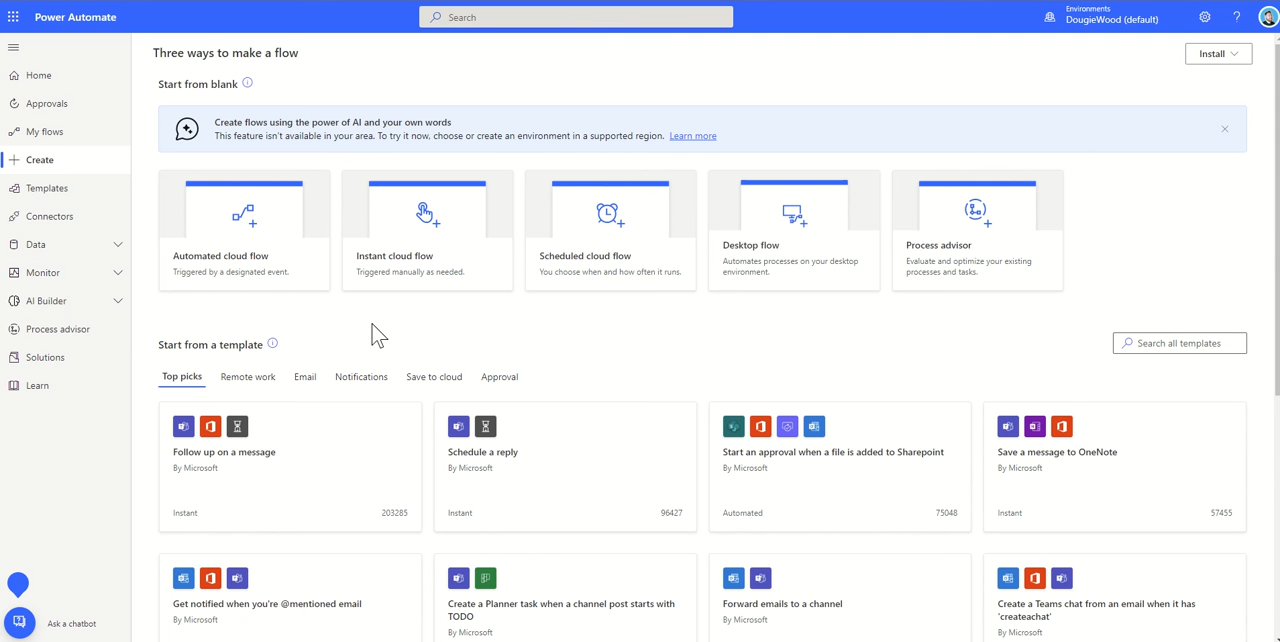 Power Automate
Search
Environments
DougieWood (default)
?
Home
Approvals
My flows
Create
Templates
Connectors
Data
Monitor
AI Builder
Process advisor
Solutions
Learn
Ask a chatbot
Three ways to make a flow
Install
Start from blank
Create flows using the power of AI and your own words
This feature isn't available in your area. To try it now, choose or create an environment in a supported region. Learn more
Automated cloud flow
Triggered by a designated event.
Instant cloud flow
Triggered manually as needed.
Scheduled cloud flow
You choose when and how often it runs.
Desktop flow
Automates processes on your desktop
environment.
Process advisor
Evaluate and optimize your existing
processes and tasks.
Start from a template
Search all templates
Top picks
Remote work
Email
Notifications
Save to cloud
Approval
Follow up on a message
By Microsoft
Instant
203285
Schedule a reply
By Microsoft
Instant
96427
Start an approval when a file is added to Sharepoint
By Microsoft
Automated
75048
Save a message to OneNote
By Microsoft
Instant
57455
Get notified when you're @mentioned email
By Microsoft
Create a Planner task when a channel post starts with
TODO
By Microsoft
Forward emails to a channel
By Microsoft
Create a Teams chat from an email when it has
'createachat'
By Microsoft